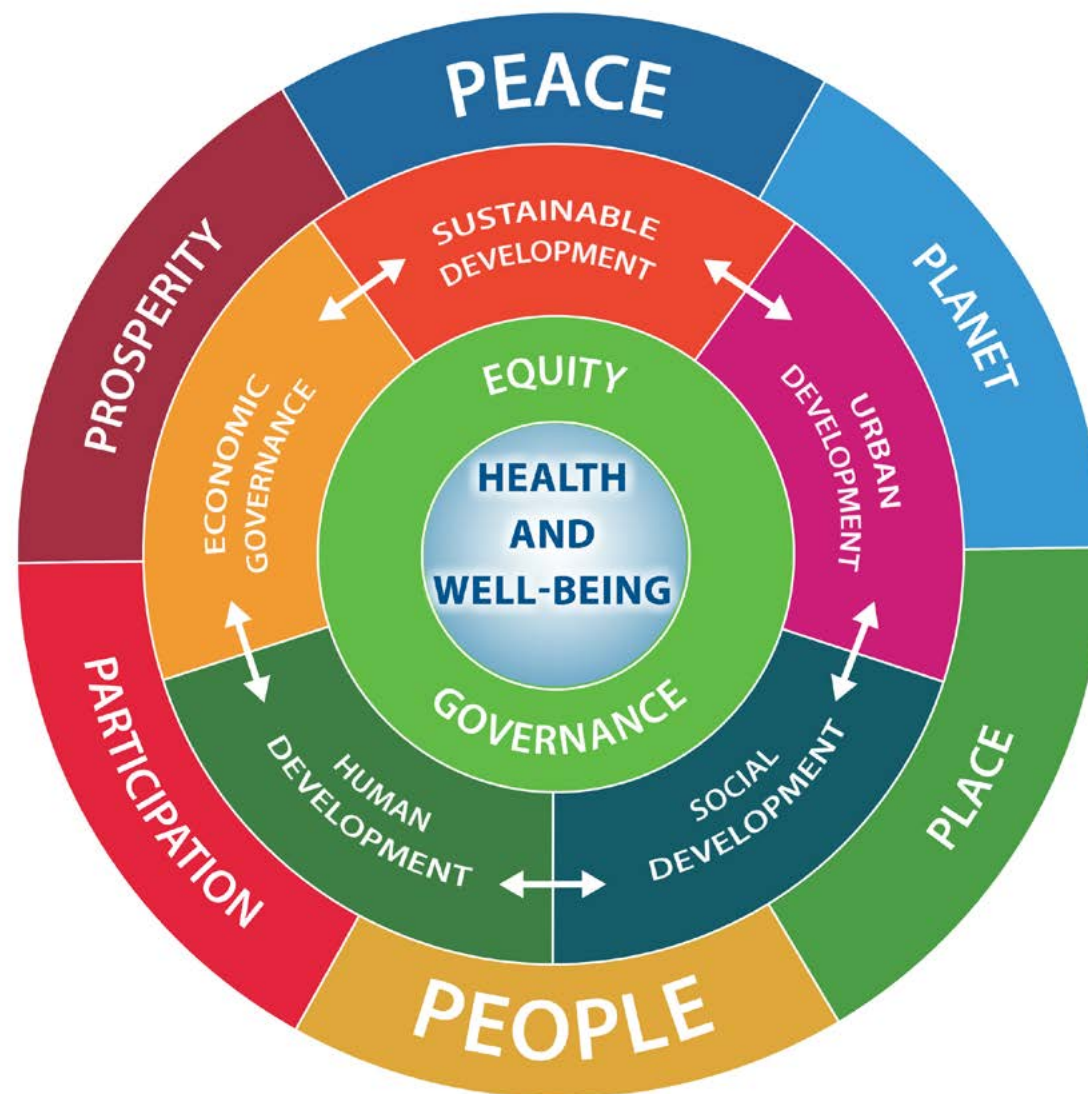 PEACE
PLANET
PLACE
PEOPLE
PARTICIPATION
PROSPERITY
SUSTAINABLE
DEVELOPMENT
URBAN
DEVELOPMENT
SOCIAL
DEVELOPMENT
HUMAN
DEVELOPMENT
ECONOMIC
GOVERNANCE
EQUITY
GOVERNANCE
HEALTH
AND
WELL-BEING